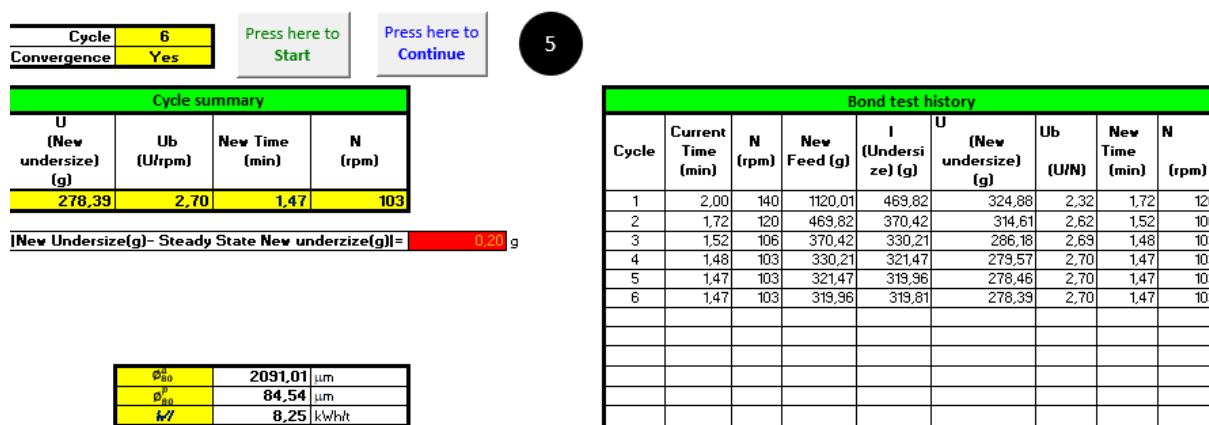 Cycle 6
Convergence Yes
Press here to
Start
Press here to
Continue
5
Cycle summary
U (New undersize) (g) Ub (U/rpm) New Time (min) N (rpm)
278,39 2,70 1,47 103
|New Undersize(g)- Steady State New underzize(g)|= 0,20 g
Ø80 2091,01 μm
Ø80 84,54 μm
WI 8,25 kWh/t
Bond test history
Cycle Current Time (min) N (rpm) New Feed (g) I (Undersize) (g) U (New undersize) (g) Ub (U/N) New Time (min) N (rpm)
1 2,00 140 1120,01 469,82 324,88 2,32 1,72
2 1,72 120 469,82 370,42 314,61 2,62 1,52
3 1,52 106 370,42 330,21 286,18 2,69 1,48
4 1,48 103 330,21 321,47 279,57 2,70 1,47
5 1,47 103 321,47 319,96 278,46 2,70 1,47
6 1,47 103 319,96 319,81 278,39 2,70 1,47